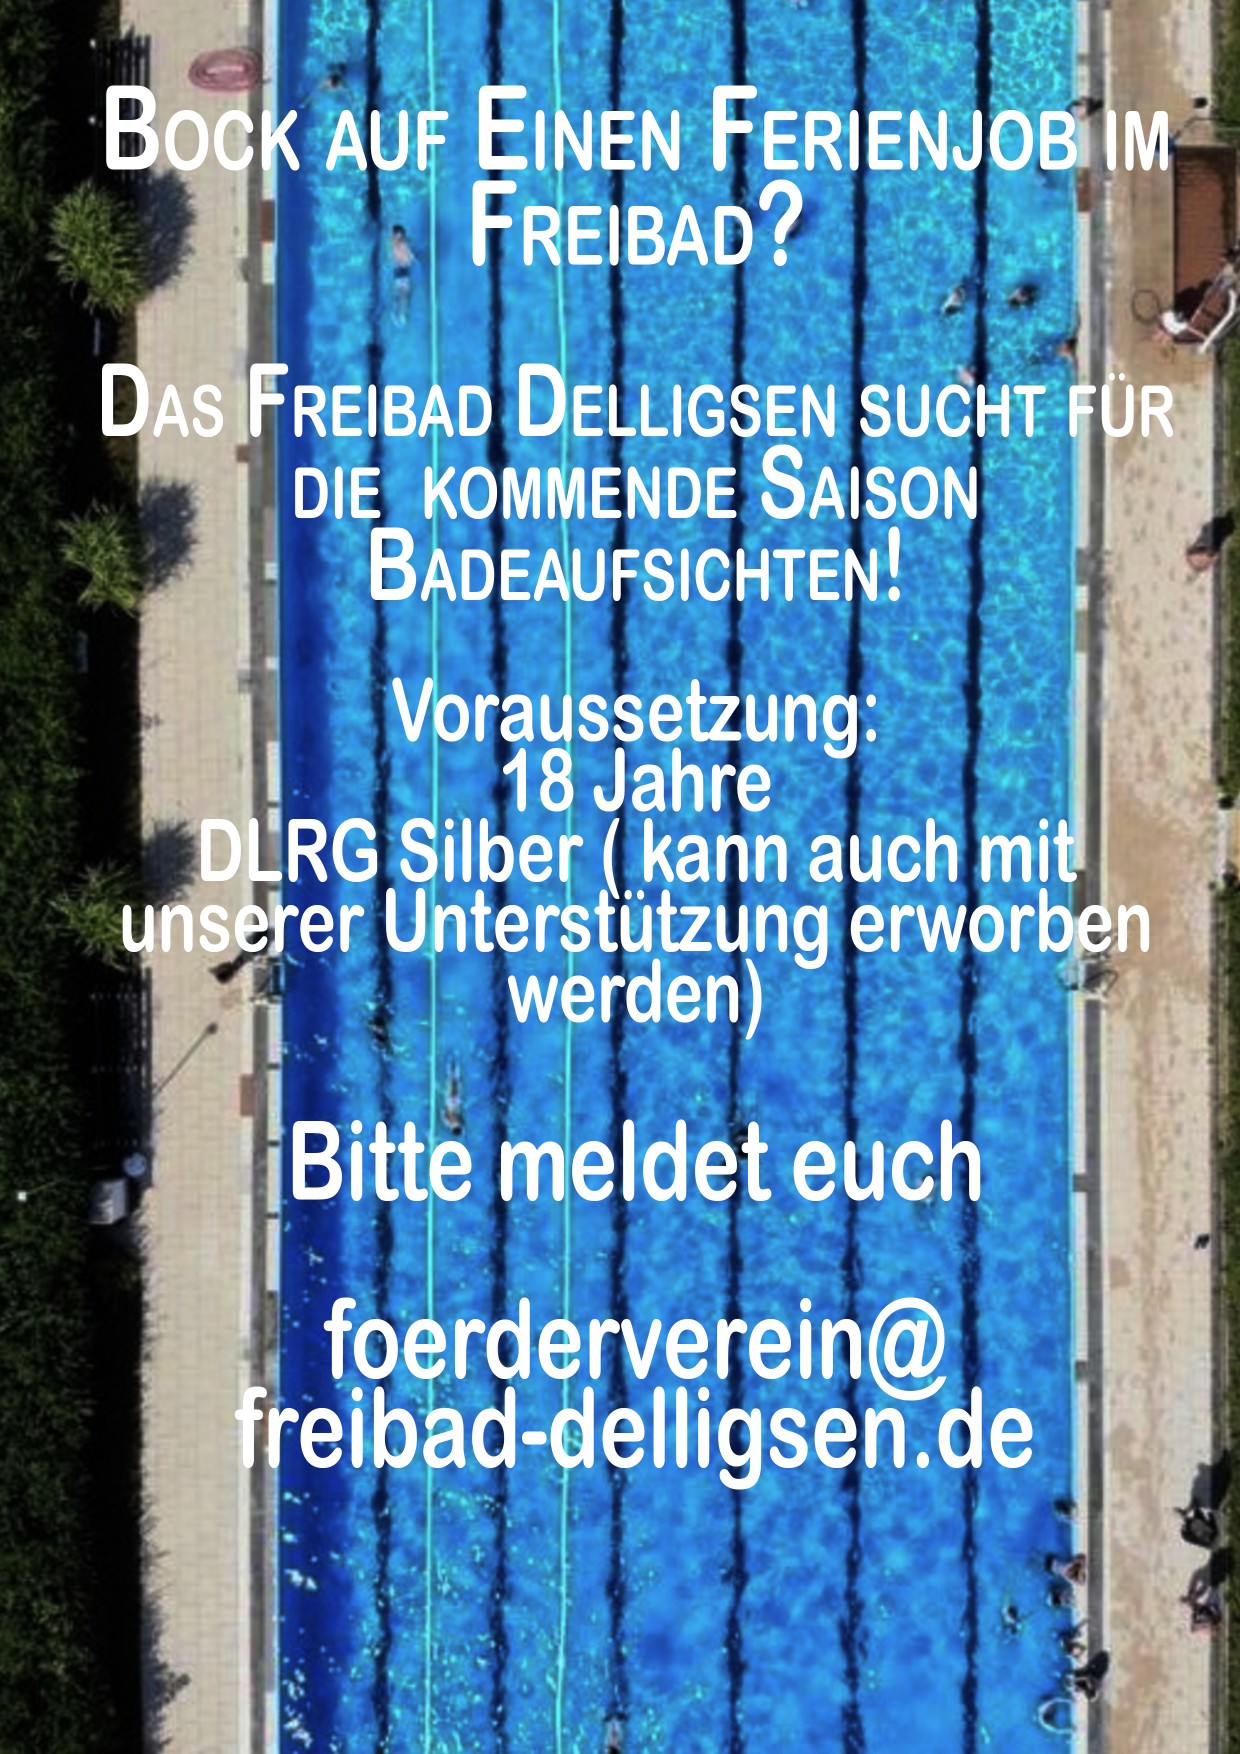 Bock auf Einen Ferienjob im
Freibad?
Das Freibad Delligsen sucht für
die kommende Saison
Badeaufsichten!
Voraussetzung:
18 Jahre
DLRG Silber ( kann auch mit
unserer Unterstützung erworben
werden)
Bitte meldet euch
foerderverein@
freibad-delligsen.de